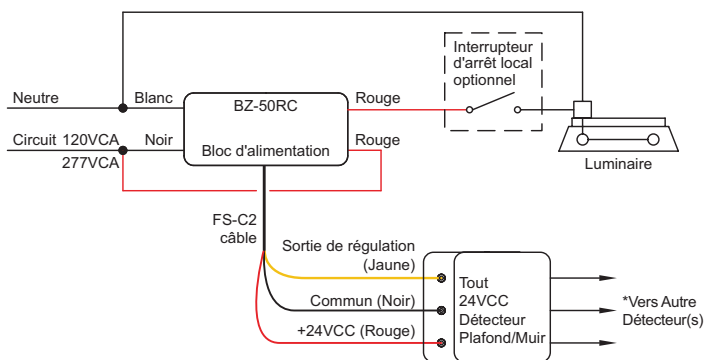 Interrupteur
d'arrêt local
optionnel
Neutre
Blanc
BZ-50RC
Rouge
Circuit 120VCA
277VCA
Noir
Bloc d'alimentation
Rouge
Luminaire
FS-C2
câble
Sortie de régulation
(Jaune)
Commun (Noir)
+24VCC (Rouge)
Tout
24VCC
Détecteur
Plafond/Muir
*Vers Autre
Détecteur(s)